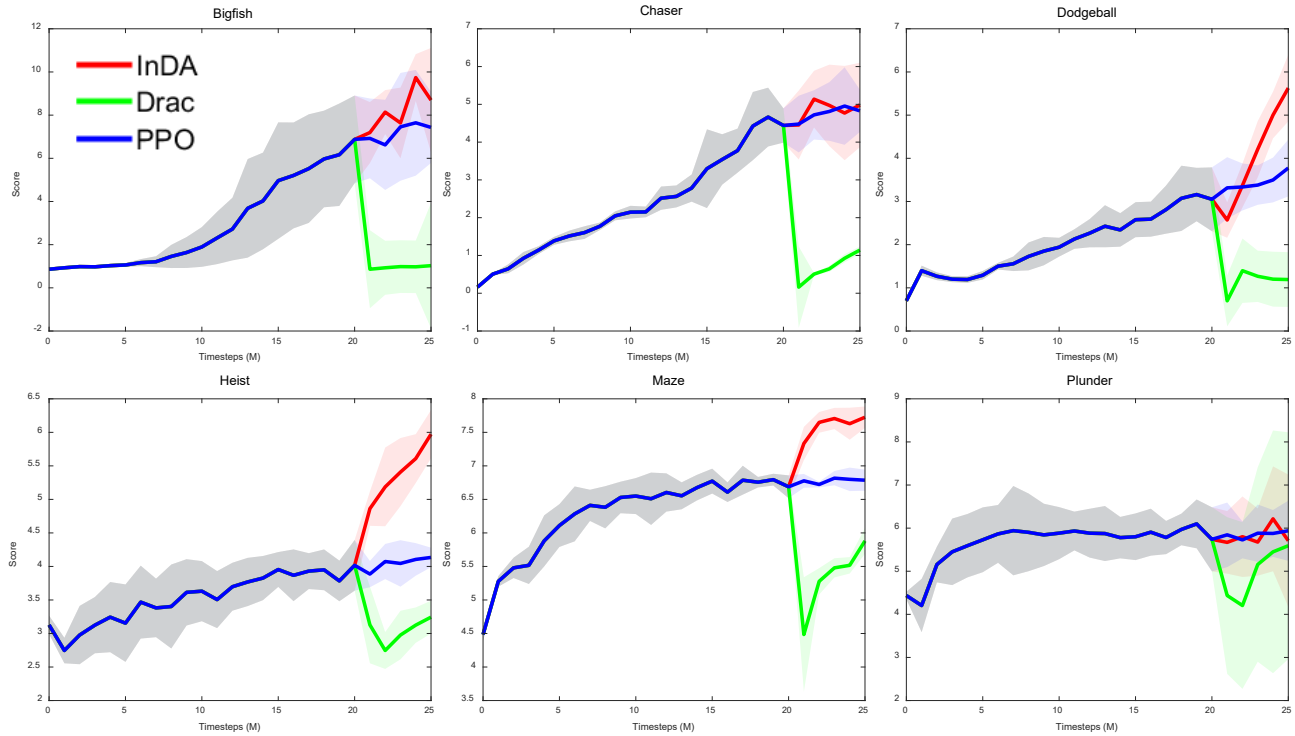 Bigfish
12
10
8
6
4
2
0
-2
Score
InDA
Drac
PPO
0 5 10 15 20 25
Timesteps (M)
Chaser
7
6
5
4
3
2
1
0
-1
Score
0 5 10 15 20 25
Timesteps (M)
Dodgeball
7
6
5
4
3
2
1
0
Score
0 5 10 15 20 25
Timesteps (M)
Heist
6.5
6
5.5
5
4.5
4
3.5
3
2.5
2
Score
0 5 10 15 20 25
Timesteps (M)
Maze
8
7.5
7
6.5
6
5.5
5
4.5
4
3.5
Score
0 5 10 15 20 25
Timesteps (M)
Plunder
9
8
7
6
5
4
3
2
Score
0 5 10 15 20 25
Timesteps (M)